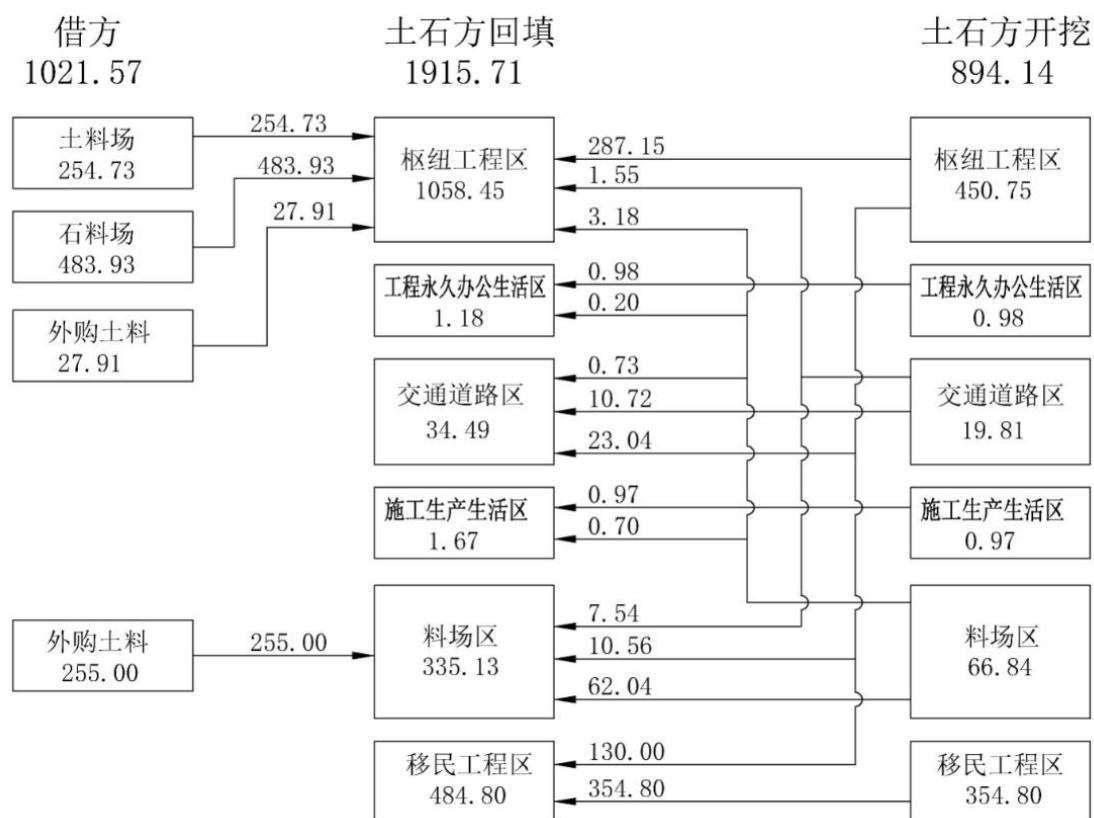 借方
1021.57
土石方回填
1915.71
土石方开挖
894.14
土料场
254.73
254.73
石料场
483.93
483.93
外购土料
27.91
27.91
枢纽工程区
1058.45
287.15
1.55
3.18
枢纽工程区
450.75
工程永久办公生活区
1.18
0.98
0.20
工程永久办公生活区
0.98
交通道路区
34.49
0.73
10.72
23.04
交通道路区
19.81
施工生产生活区
1.67
0.97
0.70
施工生产生活区
0.97
外购土料
255.00
255.00
料场区
335.13
7.54
10.56
62.04
料场区
66.84
移民工程区
484.80
130.00
354.80
移民工程区
354.80